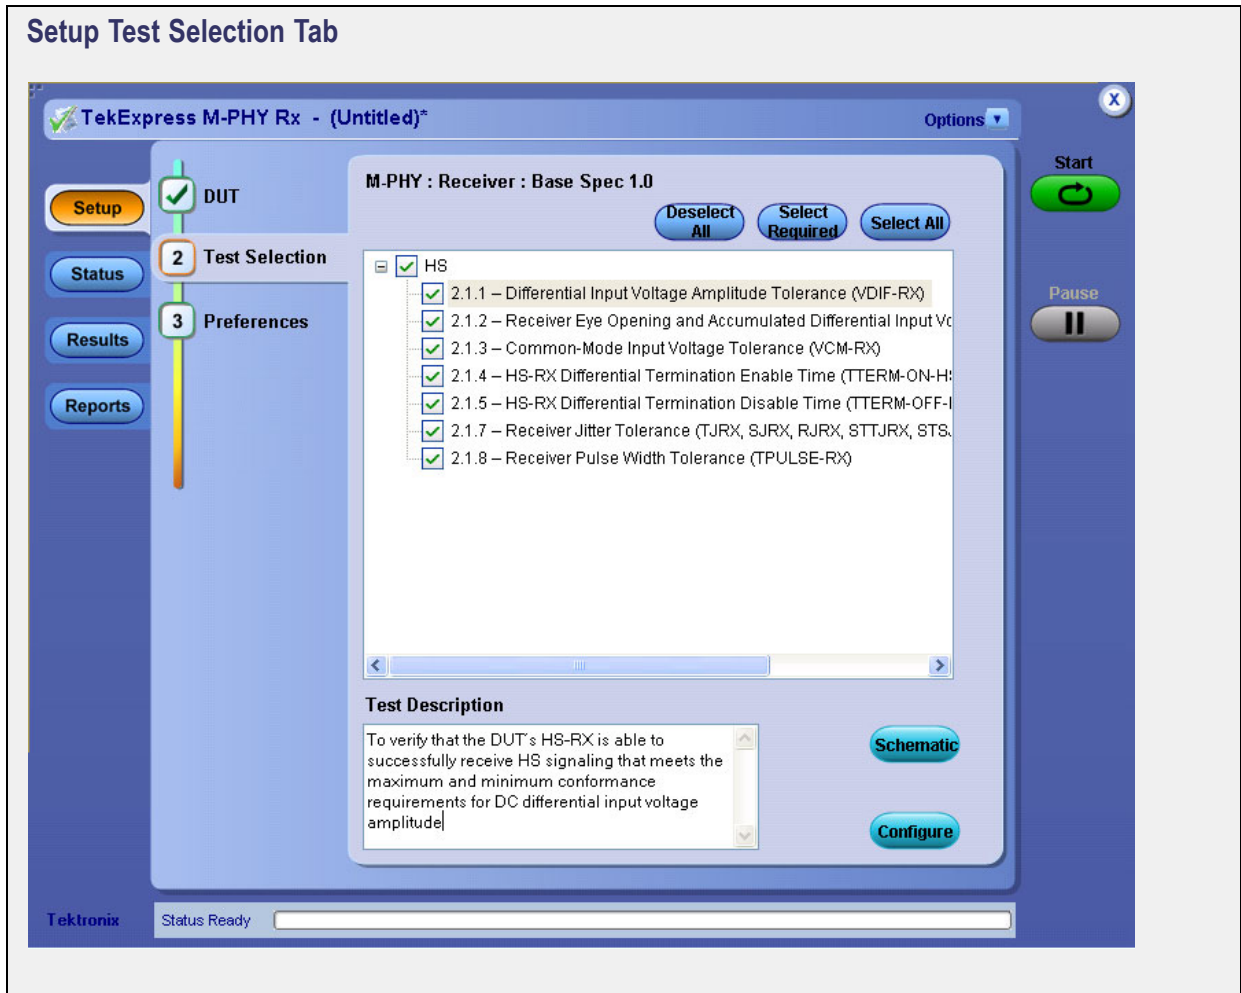 Setup Test Selection Tab
TekExpress M-PHY Rx - (Untitled)*
Options
X
Start
Pause
Setup
Status
Results
Reports
DUT
2 Test Selection
3 Preferences
M-PHY : Receiver : Base Spec 1.0
Deselect All
Select Required
Select All
HS
2.1.1 – Differential Input Voltage Amplitude Tolerance (VDIF-RX)
2.1.2 – Receiver Eye Opening and Accumulated Differential Input
2.1.3 – Common-Mode Input Voltage Tolerance (VCM-RX)
2.1.4 – HS-RX Differential Termination Enable Time (TTERM-ON-
2.1.5 – HS-RX Differential Termination Disable Time (TTERM-OFF-
2.1.7 – Receiver Jitter Tolerance (TJRX, SJRX, RJRX, STTJRX,
2.1.8 – Receiver Pulse Width Tolerance (TPULSE-RX)
Test Description
To verify that the DUT's HS-RX is able to
successfully receive HS signaling that meets the
maximum and minimum conformance
requirements for DC differential input voltage
amplitude
Schematic
Configure
Tektronix
Status Ready